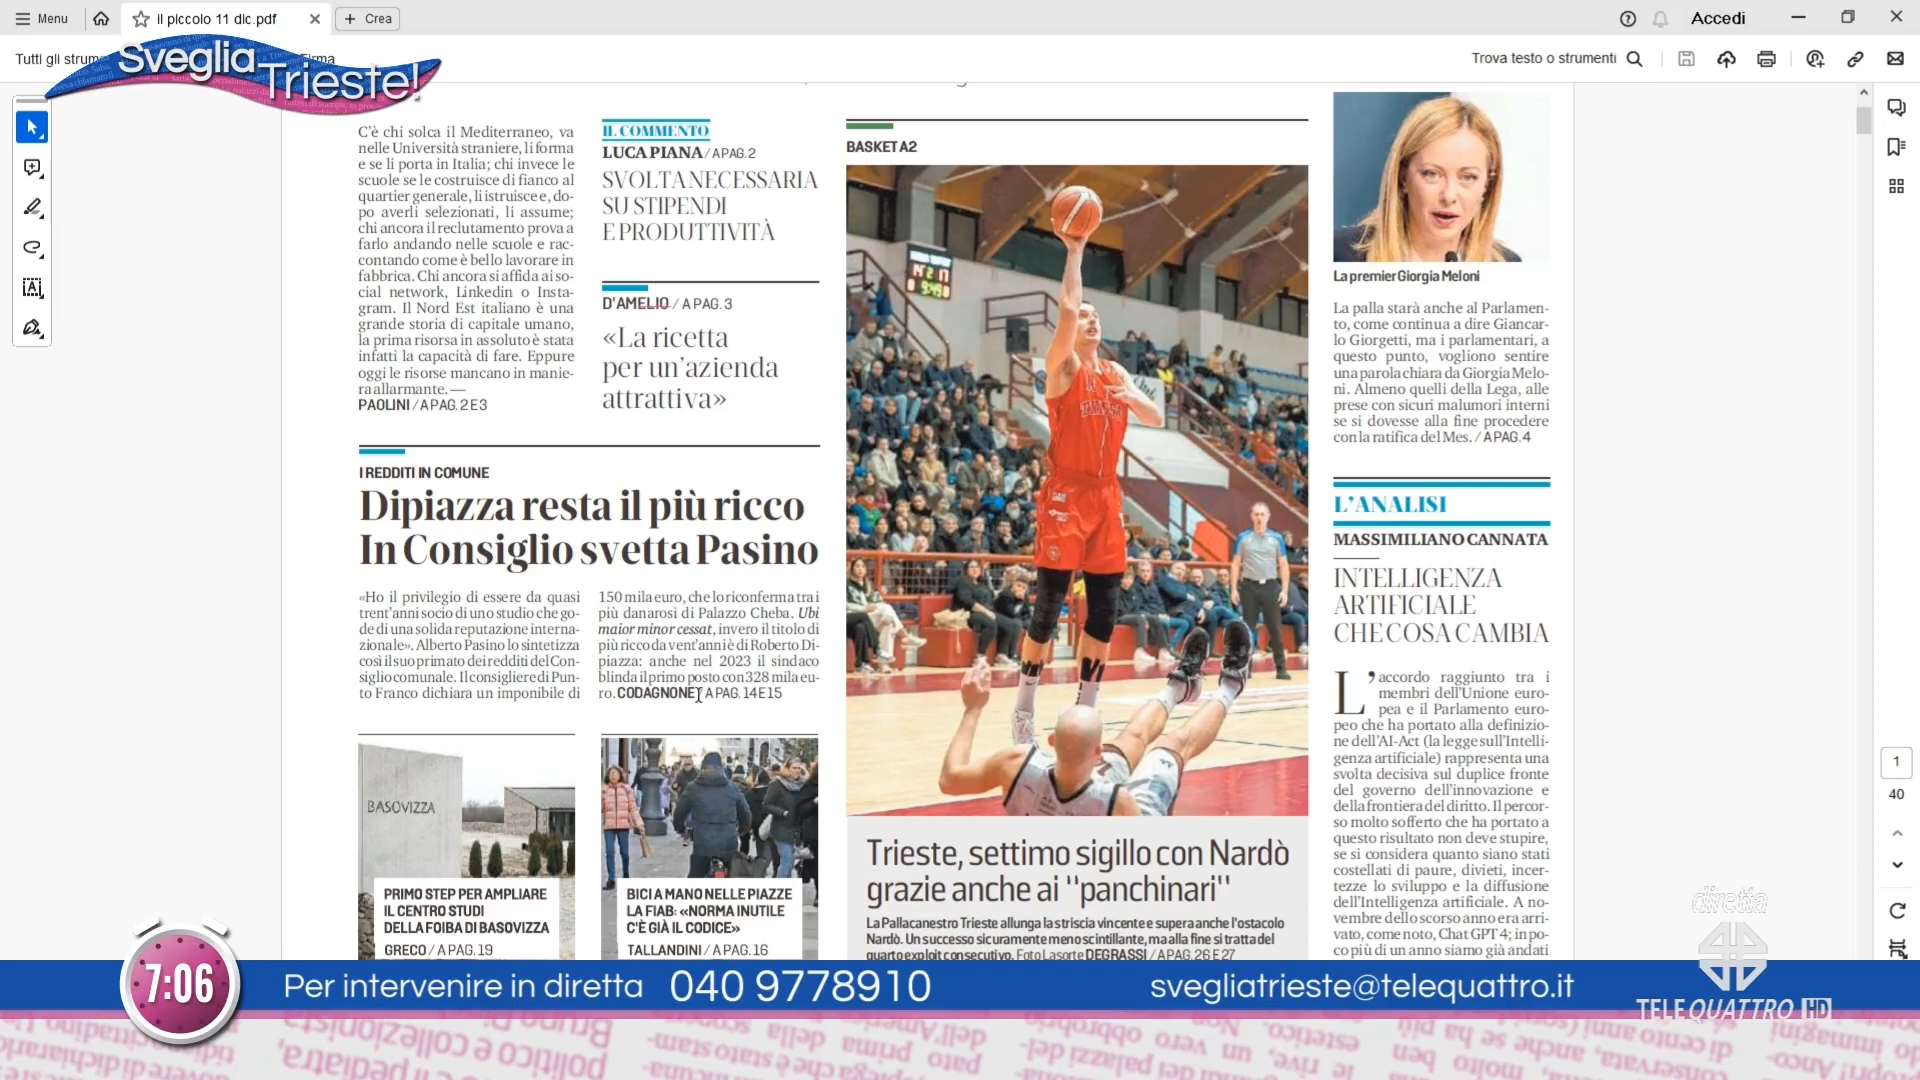 Menu
il piccolo 11 dic.pdf
Crea
Accedi
Tutti gli strum
Firma
Sveglia
Trieste!
Trova testo o strumenti
C'è chi solca il Mediterraneo, va
nelle Università straniere, li forma
e se li porta in Italia; chi invece le
scuole se le costruisce di fianco al
quartier generale, li istruisce e, do-
po averli selezionati, li assume;
chi ancora il reclutamento prova a
farlo andando nelle scuole e rac-
contando come è bello lavorare in
fabbrica. Chi ancora si affida ai so-
cial network, Linkedin o Insta-
gram. Il Nord Est italiano è una
grande storia di capitale umano,
la prima risorsa in assoluto è stata
infatti la capacità di fare. Eppure
oggi le risorse mancano in manie-
ra allarmante. —
PAOLINI / A PAG. 2 E 3
IL COMMENTO
LUCA PIANA / A PAG. 2
SVOLTA NECESSARIA
SU STIPENDI
E PRODUTTIVITÀ
D'AMELIO / A PAG. 3
«La ricetta
per un'azienda
attrattiva»
I REDDITI IN COMUNE
Dipiazza resta il più ricco
In Consiglio svetta Pasino
«Ho il privilegio di essere da quasi
trent'anni socio di uno studio che go-
de di una solida reputazione interna-
zionale». Alberto Pasino lo sintetizza
così il suo primato dei redditi del Con-
siglio comunale. Il consigliere di Pun-
to Franco dichiara un imponibile di
150 mila euro, che lo riconferma tra i
più danarosi di Palazzo Cheba. Ubi
maior minor cessat, invero il titolo di
più ricco da vent'anni è di Roberto Di-
piazza: anche nel 2023 il sindaco
blinda il primo posto con 328 mila eu-
ro. CODAGNONE / A PAG. 14 E 15
BASOVIZZA
PRIMO STEP PER AMPLIARE
IL CENTRO STUDI
DELLA FOIBA DI BASOVIZZA
GRECO / A PAG. 19
BICI A MANO NELLE PIAZZE
LA FIAB: «NORMA INUTILE
C'È GIÀ IL CODICE»
TALLANDINI / A PAG. 16
BASKET A2
Trieste, settimo sigillo con Nardò
grazie anche ai "panchinari"
La Pallacanestro Trieste allunga la striscia vincente e supera anche l'ostacolo
Nardò. Un successo sicuramente meno scintillante, ma alla fine si tratta del
quarto exploit consecutivo. Foto Lasorte DEGRASSI / A PAG. 26 E 27
La premier Giorgia Meloni
La palla starà anche al Parlamen-
to, come continua a dire Giancar-
lo Giorgetti, ma i parlamentari, a
questo punto, vogliono sentire
una parola chiara da Giorgia Melo-
ni. Almeno quelli della Lega, alle
prese con sicuri malumori interni
se si dovesse alla fine procedere
con la ratifica del Mes. / A PAG. 4
L'ANALISI
MASSIMILIANO CANNATA
INTELLIGENZA
ARTIFICIALE
CHE COSA CAMBIA
L'accordo raggiunto tra i
membri dell'Unione euro-
pea e il Parlamento euro-
peo che ha portato alla definizio-
ne dell'AI-Act (la legge sull'Intelli-
genza artificiale) rappresenta una
svolta decisiva sul duplice fronte
del governo dell'innovazione e
della frontiera del diritto. Il percor-
so molto sofferto che ha portato a
questo risultato non deve stupire,
se si considera quanto siano stati
costellati di paure, divieti, incer-
tezze lo sviluppo e la diffusione
dell'Intelligenza artificiale. A no-
vembre dello scorso anno era arri-
vato, come noto, Chat GPT 4; in po-
co più di un anno siamo già andati
1
40
diretta
7:06
Per intervenire in diretta 040 9778910
svegliatrieste@telequattro.it
TELEQUATTRO HD